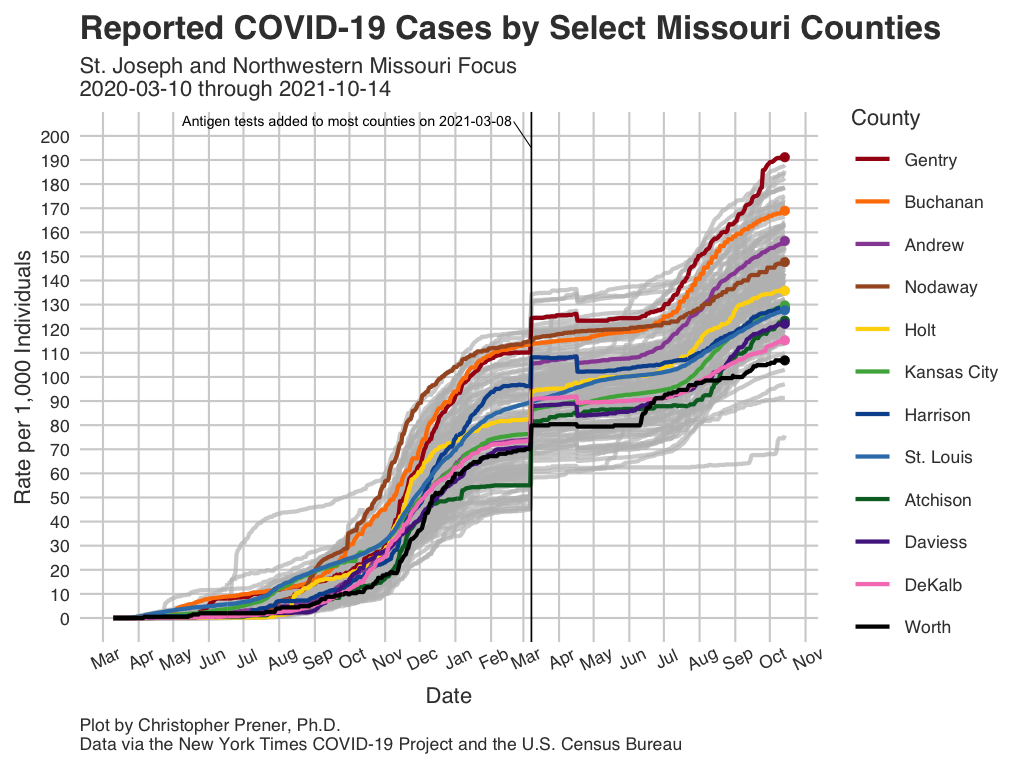 Reported COVID-19 Cases by Select Missouri Counties
St. Joseph and Northwestern Missouri Focus
2020-03-10 through 2021-10-14
Antigen tests added to most counties on 2021-03-08
Rate per 1,000 Individuals
200
190
180
170
160
150
140
130
120
110
100
90
80
70
60
50
40
30
20
10
0
Mar Apr May Jun Jul Aug Sep Oct Nov Dec Jan Feb Mar Apr May Jun Jul Aug Sep Oct Nov
Date
County
Gentry
Buchanan
Andrew
Nodaway
Holt
Kansas City
Harrison
St. Louis
Atchison
Daviess
DeKalb
Worth
Plot by Christopher Prener, Ph.D.
Data via the New York Times COVID-19 Project and the U.S. Census Bureau